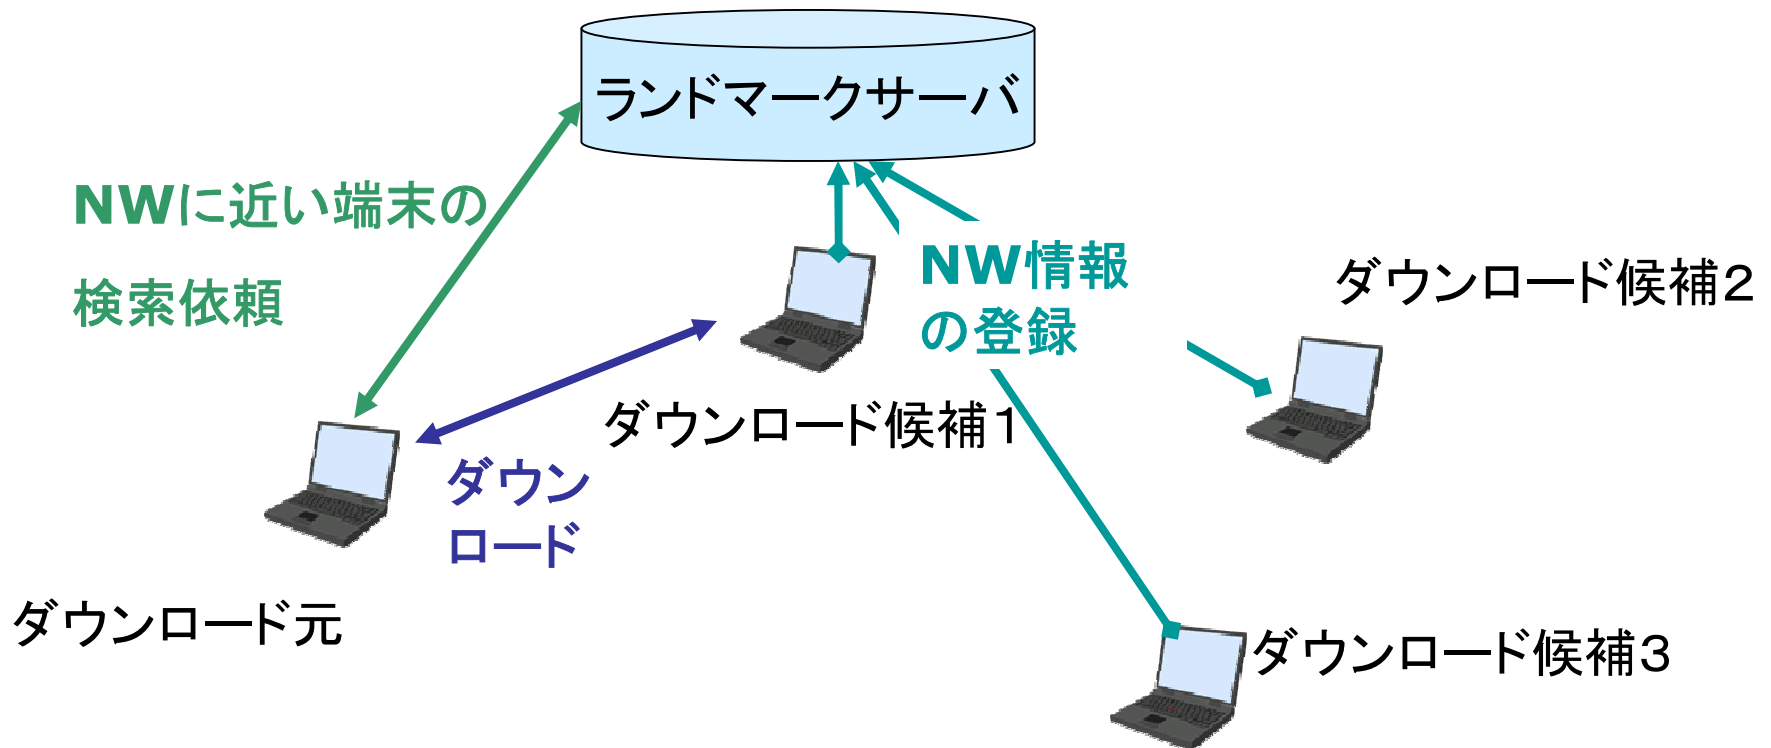 ランドマークサーバ
NWに近い端末の
検索依頼
NW情報
の登録
ダウンロード候補２
ダウンロード候補１
ダウン
ロード
ダウンロード元
ダウンロード候補３